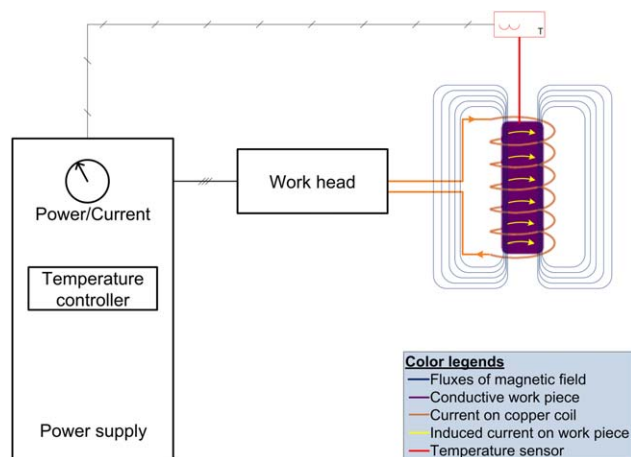 T
Power/Current
Work head
Temperature
controller
Power supply
Color legends
Fluxes of magnetic field
Conductive work piece
Current on copper coil
Induced current on work piece
Temperature sensor